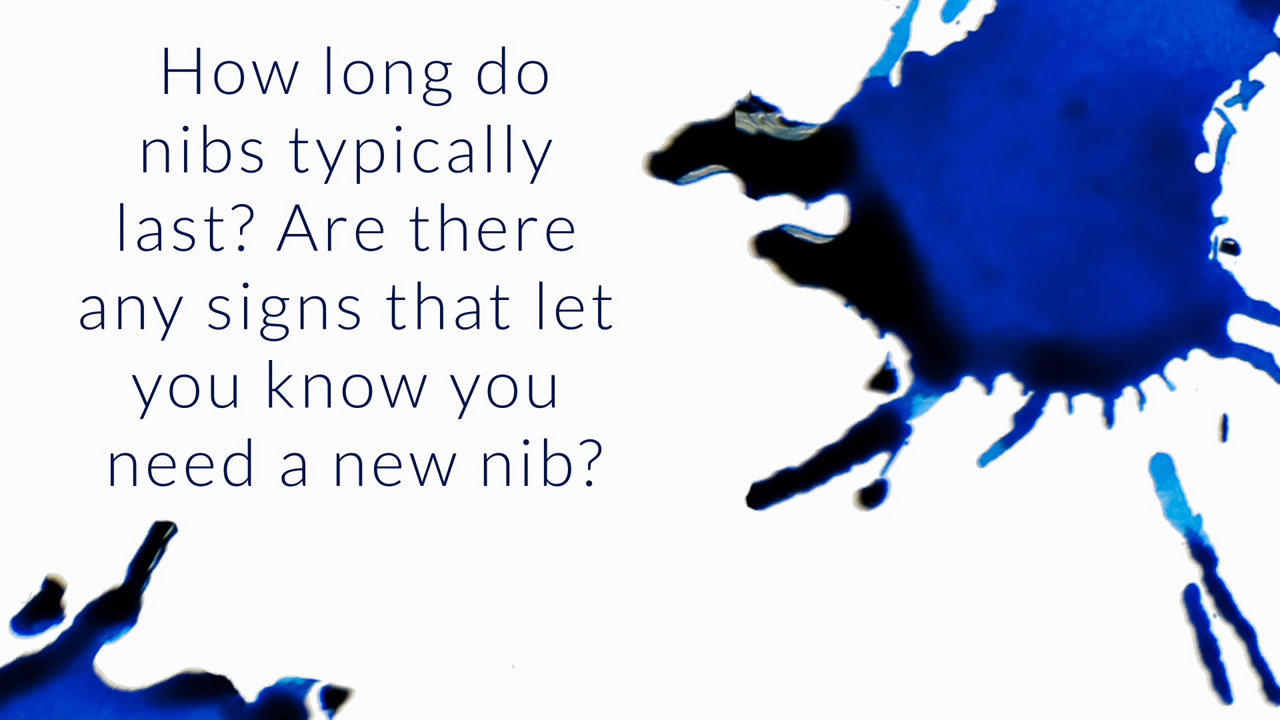 How long do
nibs typically
last? Are there
any signs that let
you know you
need a new nib?